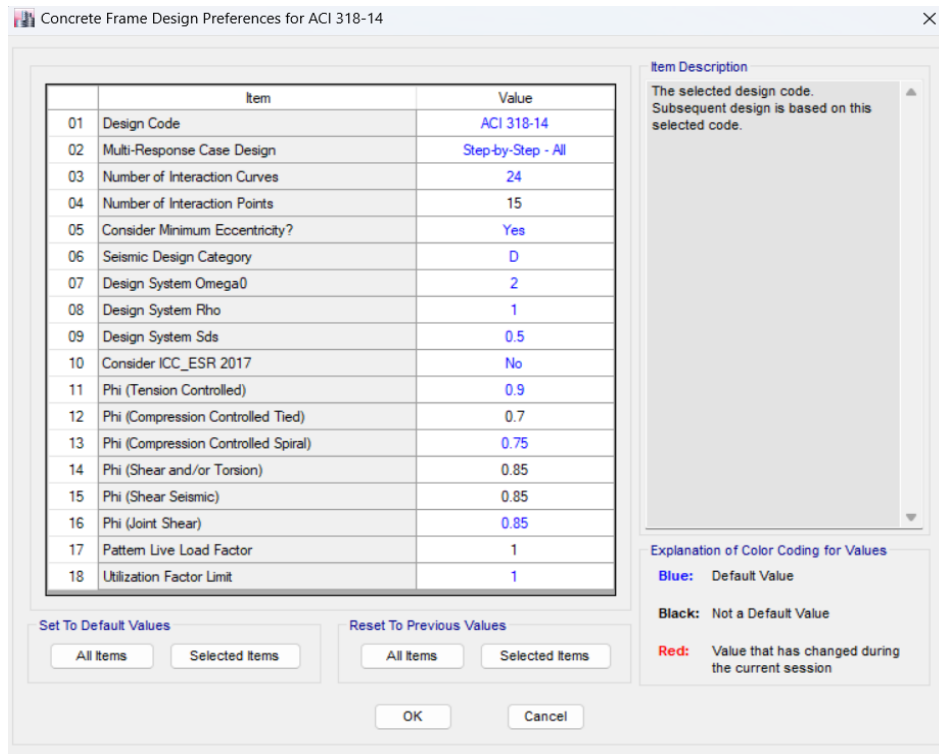 Concrete Frame Design Preferences for ACI 318-14
Item Value
01 Design Code ACI 318-14
02 Multi-Response Case Design Step-by-Step - All
03 Number of Interaction Curves 24
04 Number of Interaction Points 15
05 Consider Minimum Eccentricity? Yes
06 Seismic Design Category D
07 Design System Omega0 2
08 Design System Rho 1
09 Design System Sds 0.5
10 Consider ICC_ESR 2017 No
11 Phi (Tension Controlled) 0.9
12 Phi (Compression Controlled Tied) 0.7
13 Phi (Compression Controlled Spiral) 0.75
14 Phi (Shear and/or Torsion) 0.85
15 Phi (Shear Seismic) 0.85
16 Phi (Joint Shear) 0.85
17 Pattern Live Load Factor 1
18 Utilization Factor Limit 1
Item Description
The selected design code.
Subsequent design is based on this
selected code.
Explanation of Color Coding for Values
Blue: Default Value
Black: Not a Default Value
Red: Value that has changed during
the current session
Set To Default Values
All Items Selected Items
Reset To Previous Values
All Items Selected Items
OK Cancel